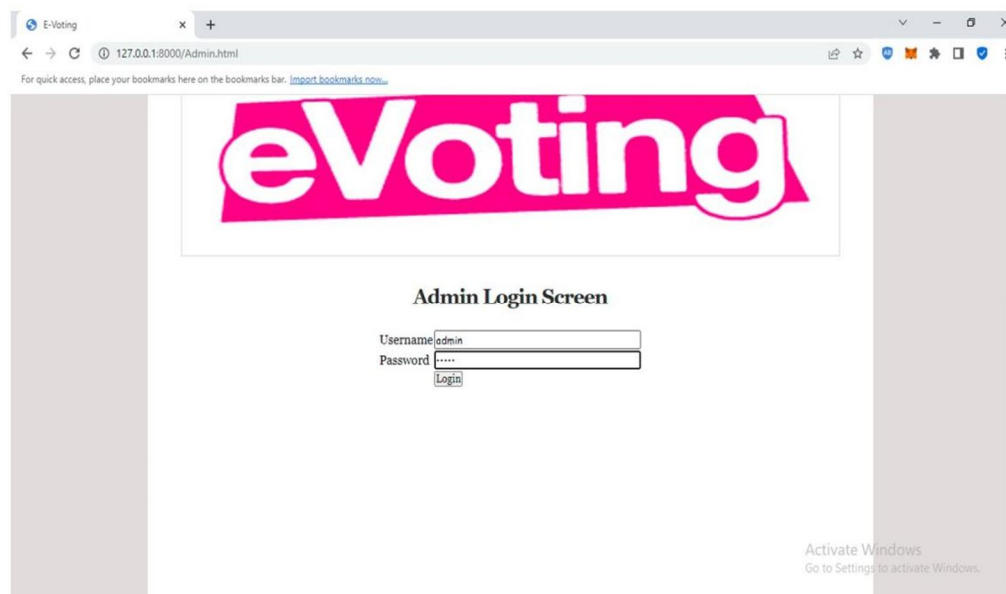 E-Voting
127.0.0.1:8000/Admin.html
For quick access, place your bookmarks here on the bookmarks bar. Import bookmarks now...
eVoting
Admin Login Screen
Username admin
Password .....
Login
Activate Windows
Go to Settings to activate Windows.